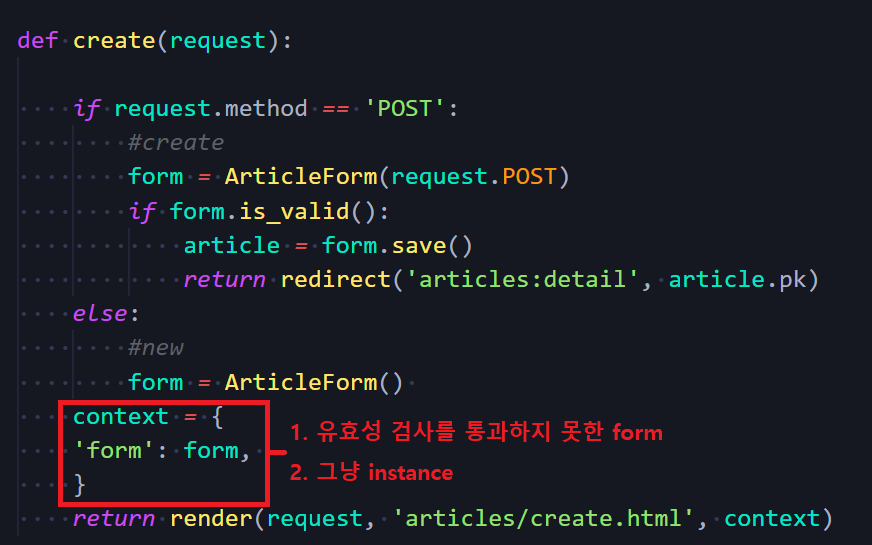 def create(request):
if request.method == 'POST':
#create
form = ArticleForm(request.POST)
if form.is_valid():
article = form.save()
return redirect('articles:detail', article.pk)
else:
#new
form = ArticleForm()
context = {
'form': form,
}
1. 유효성 검사를 통과하지 못한 form
2. 그냥 instance
return render(request, 'articles/create.html', context)